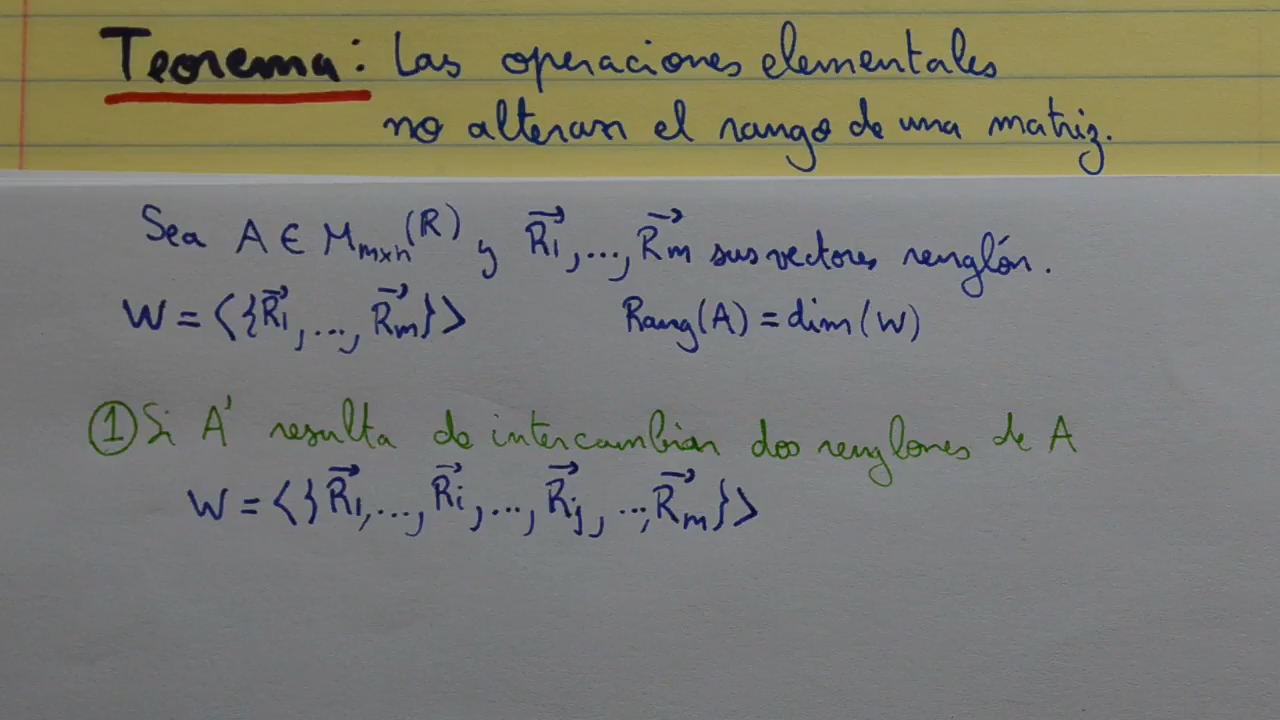 Teorema: Las operaciones elementales
no alteran el rango de una matriz.
Sea A ∈ M_{m×n}(R) y R⃗₁, ..., R⃗m sus vectores renglón.
W = ⟨{R⃗₁, ..., R⃗m}⟩ Rang(A) = dim(W)
① Si A' resulta de intercambiar dos renglones de A
W = ⟨{R⃗₁, ..., R⃗i, ..., R⃗j, ..., R⃗m}⟩